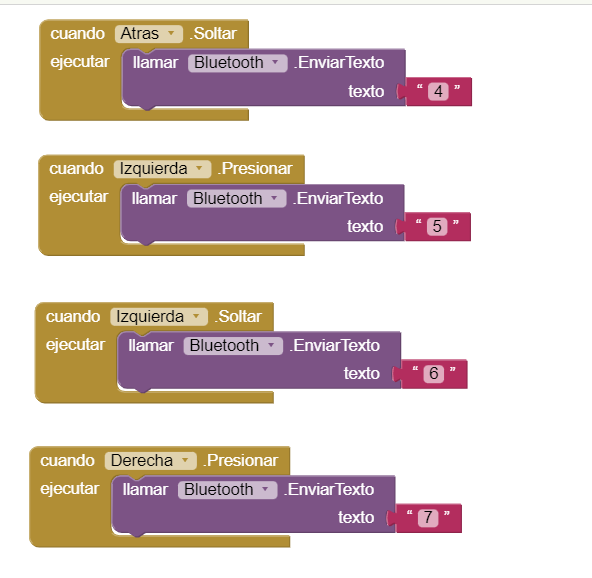 cuando Atras .Soltar
ejecutar llamar Bluetooth .EnviarTexto
texto “ 4 ”
cuando Izquierda .Presionar
ejecutar llamar Bluetooth .EnviarTexto
texto “ 5 ”
cuando Izquierda .Soltar
ejecutar llamar Bluetooth .EnviarTexto
texto “ 6 ”
cuando Derecha .Presionar
ejecutar llamar Bluetooth .EnviarTexto
texto “ 7 ”